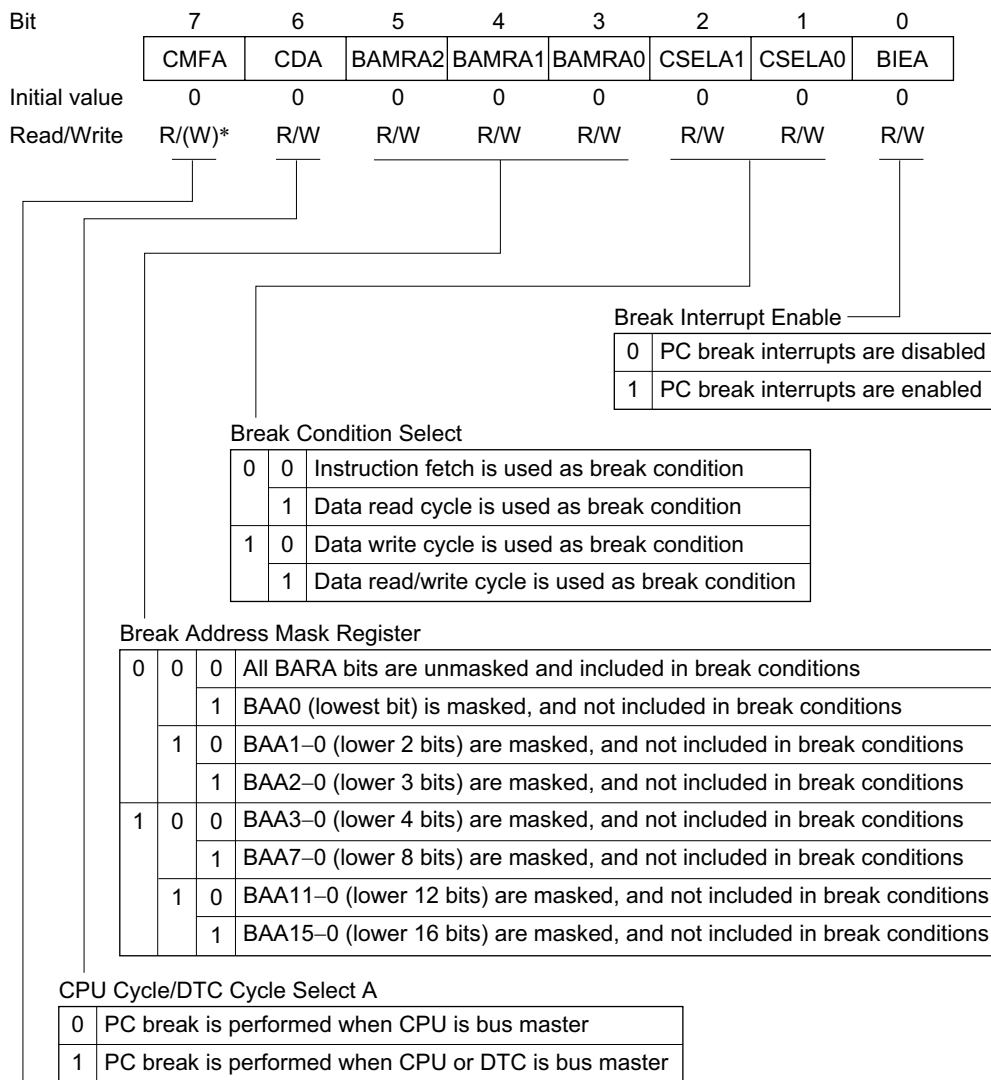 Bit 7 6 5 4 3 2 1 0
CMFA CDA BAMRA2 BAMRA1 BAMRA0 CSELA1 CSELA0 BIEA
Initial value 0 0 0 0 0 0 0 0
Read/Write R/(W)* R/W R/W R/W R/W R/W R/W R/W
Break Interrupt Enable
0 PC break interrupts are disabled
1 PC break interrupts are enabled
Break Condition Select
0 0 Instruction fetch is used as break condition
1 Data read cycle is used as break condition
1 0 Data write cycle is used as break condition
1 Data read/write cycle is used as break condition
Break Address Mask Register
0 0 0 All BARA bits are unmasked and included in break conditions
1 BAA0 (lowest bit) is masked, and not included in break conditions
1 0 BAA1–0 (lower 2 bits) are masked, and not included in break conditions
1 BAA2–0 (lower 3 bits) are masked, and not included in break conditions
1 0 0 BAA3–0 (lower 4 bits) are masked, and not included in break conditions
1 BAA7–0 (lower 8 bits) are masked, and not included in break conditions
1 0 BAA11–0 (lower 12 bits) are masked, and not included in break conditions
1 BAA15–0 (lower 16 bits) are masked, and not included in break conditions
CPU Cycle/DTC Cycle Select A
0 PC break is performed when CPU is bus master
1 PC break is performed when CPU or DTC is bus master